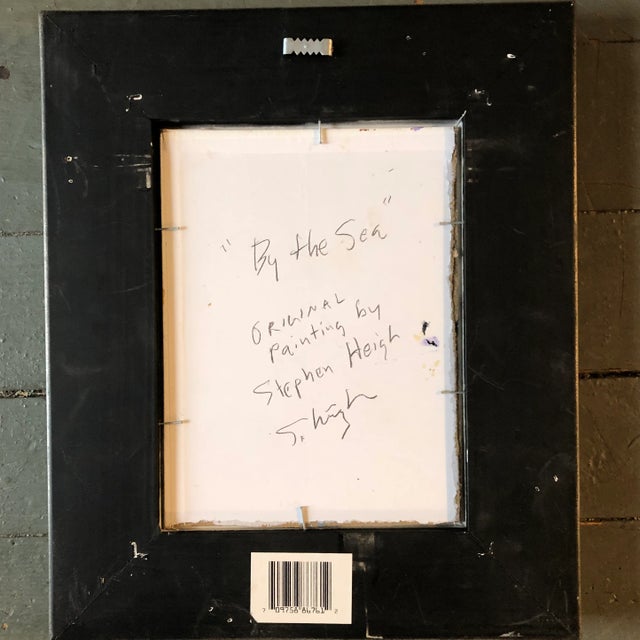 "By the Sea"
ORIGINAL
Painting by
Stephen Heigh
S. Heigh